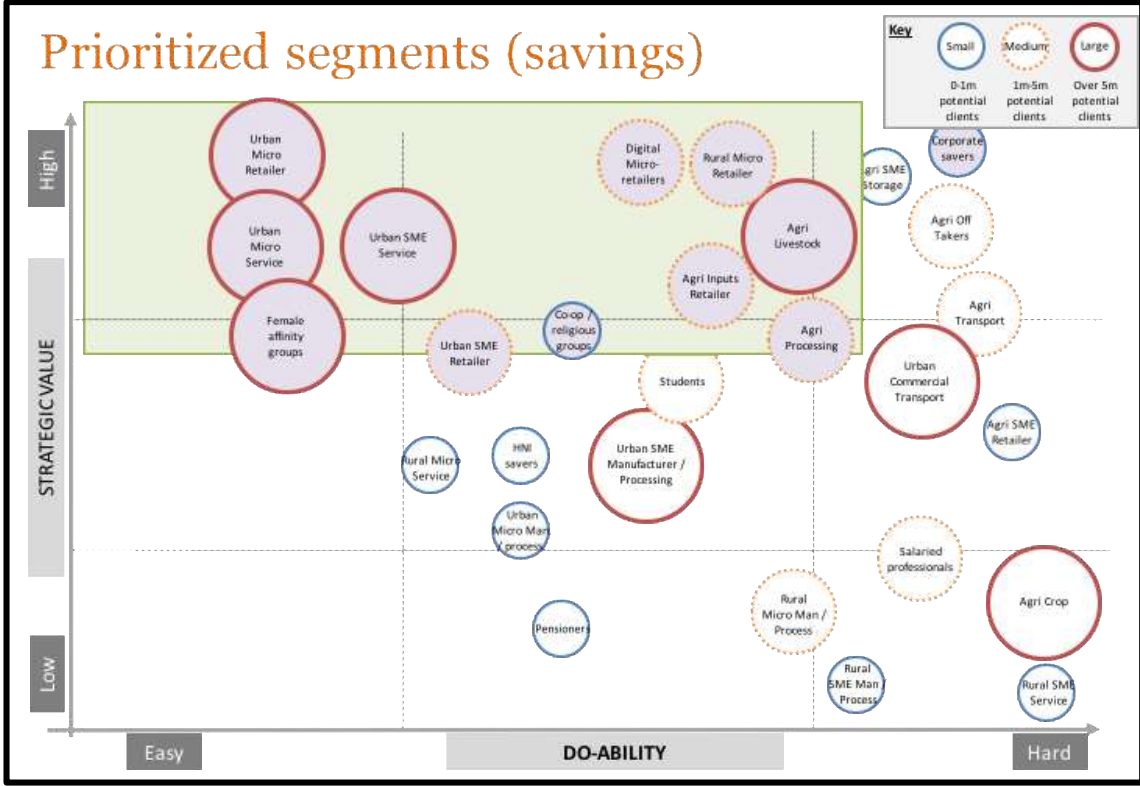 Prioritized segments (savings)
Key
Small
Medium
Large
0-1m
potential
clients
1m-5m
potential
clients
Over 5m
potential
clients
High
STRATEGIC VALUE
Low
Urban
Micro
Retailer
Urban
Micro
Service
Female
affinity
groups
Urban SME
Service
Urban SME
Retailer
Co-op /
religious
groups
Digital
Micro-
retailers
Rural Micro
Retailer
Agri
Livestock
Agri Inputs
Retailer
Agri
Processing
gri SME
Storage
Corporate
savers
Agri Off
Takers
Agri
Transport
Urban
Commercial
Transport
Agri SME
Retailer
Students
Urban SME
Manufacturer /
Processing
Rural Micro
Service
HNI
savers
Urban
Micro Man
/ process
Pensioners
Rural
Micro Man /
Process
Salaried
professionals
Agri Crop
Rural
SME Man /
Process
Rural SME
Service
Easy
DO-ABILITY
Hard